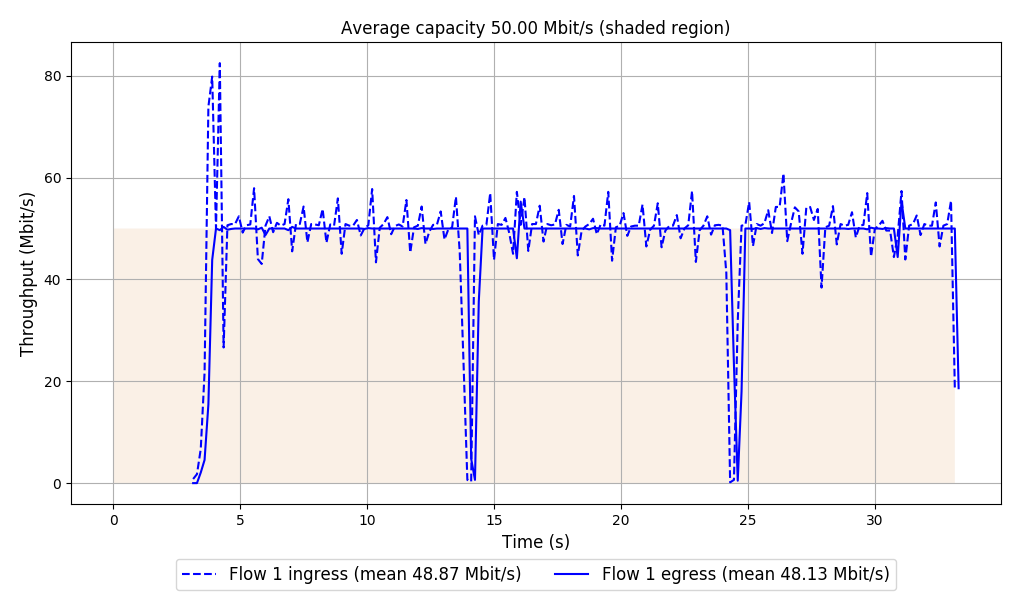 Average capacity 50.00 Mbit/s (shaded region)
Throughput (Mbit/s)
80
60
40
20
0
0 5 10 15 20 25 30
Time (s)
Flow 1 ingress (mean 48.87 Mbit/s) Flow 1 egress (mean 48.13 Mbit/s)